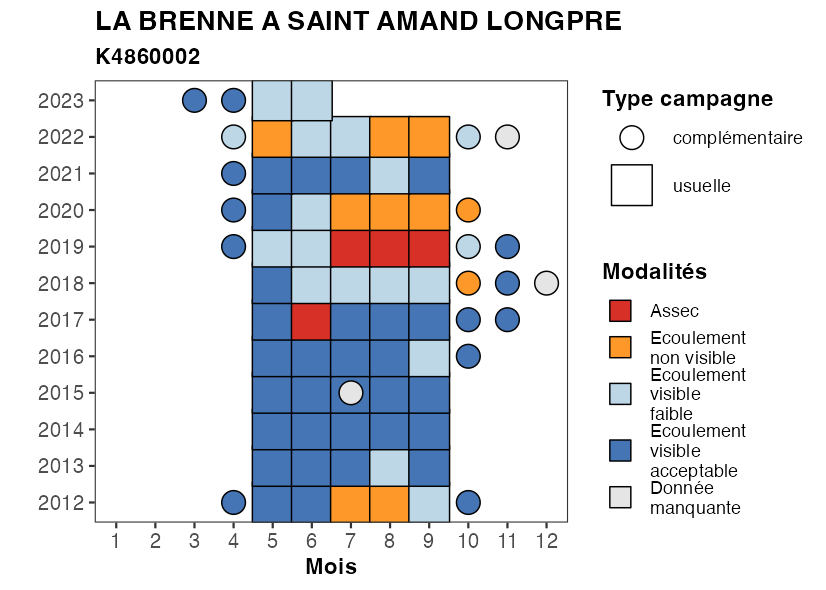 LA BRENNE A SAINT AMAND LONGPRE
K4860002
2023
2022
2021
2020
2019
2018
2017
2016
2015
2014
2013
2012
1 2 3 4 5 6 7 8 9 10 11 12
Mois
Type campagne
complémentaire
usuelle
Modalités
Assec
Ecoulement
non visible
Ecoulement
visible
faible
Ecoulement
visible
acceptable
Donnée
manquante